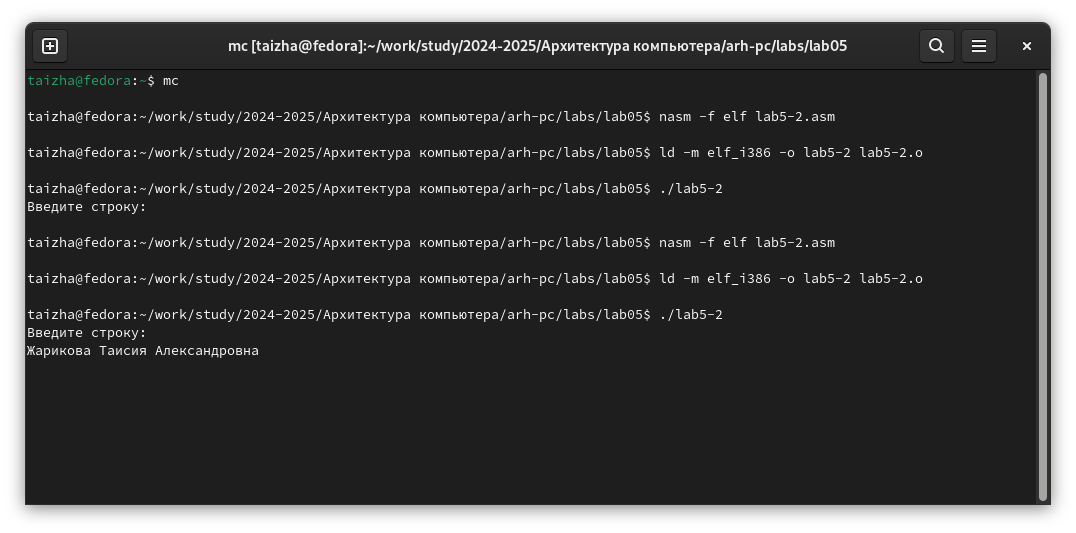 mc [taizha@fedora]:~/work/study/2024-2025/Архитектура компьютера/arh-pc/labs/lab05
taizha@fedora:~$ mc
taizha@fedora:~/work/study/2024-2025/Архитектура компьютера/arh-pc/labs/lab05$ nasm -f elf lab5-2.asm
taizha@fedora:~/work/study/2024-2025/Архитектура компьютера/arh-pc/labs/lab05$ ld -m elf_i386 -o lab5-2 lab5-2.o
taizha@fedora:~/work/study/2024-2025/Архитектура компьютера/arh-pc/labs/lab05$ ./lab5-2
Введите строку:
taizha@fedora:~/work/study/2024-2025/Архитектура компьютера/arh-pc/labs/lab05$ nasm -f elf lab5-2.asm
taizha@fedora:~/work/study/2024-2025/Архитектура компьютера/arh-pc/labs/lab05$ ld -m elf_i386 -o lab5-2 lab5-2.o
taizha@fedora:~/work/study/2024-2025/Архитектура компьютера/arh-pc/labs/lab05$ ./lab5-2
Введите строку:
Жарикова Таисия Александровна